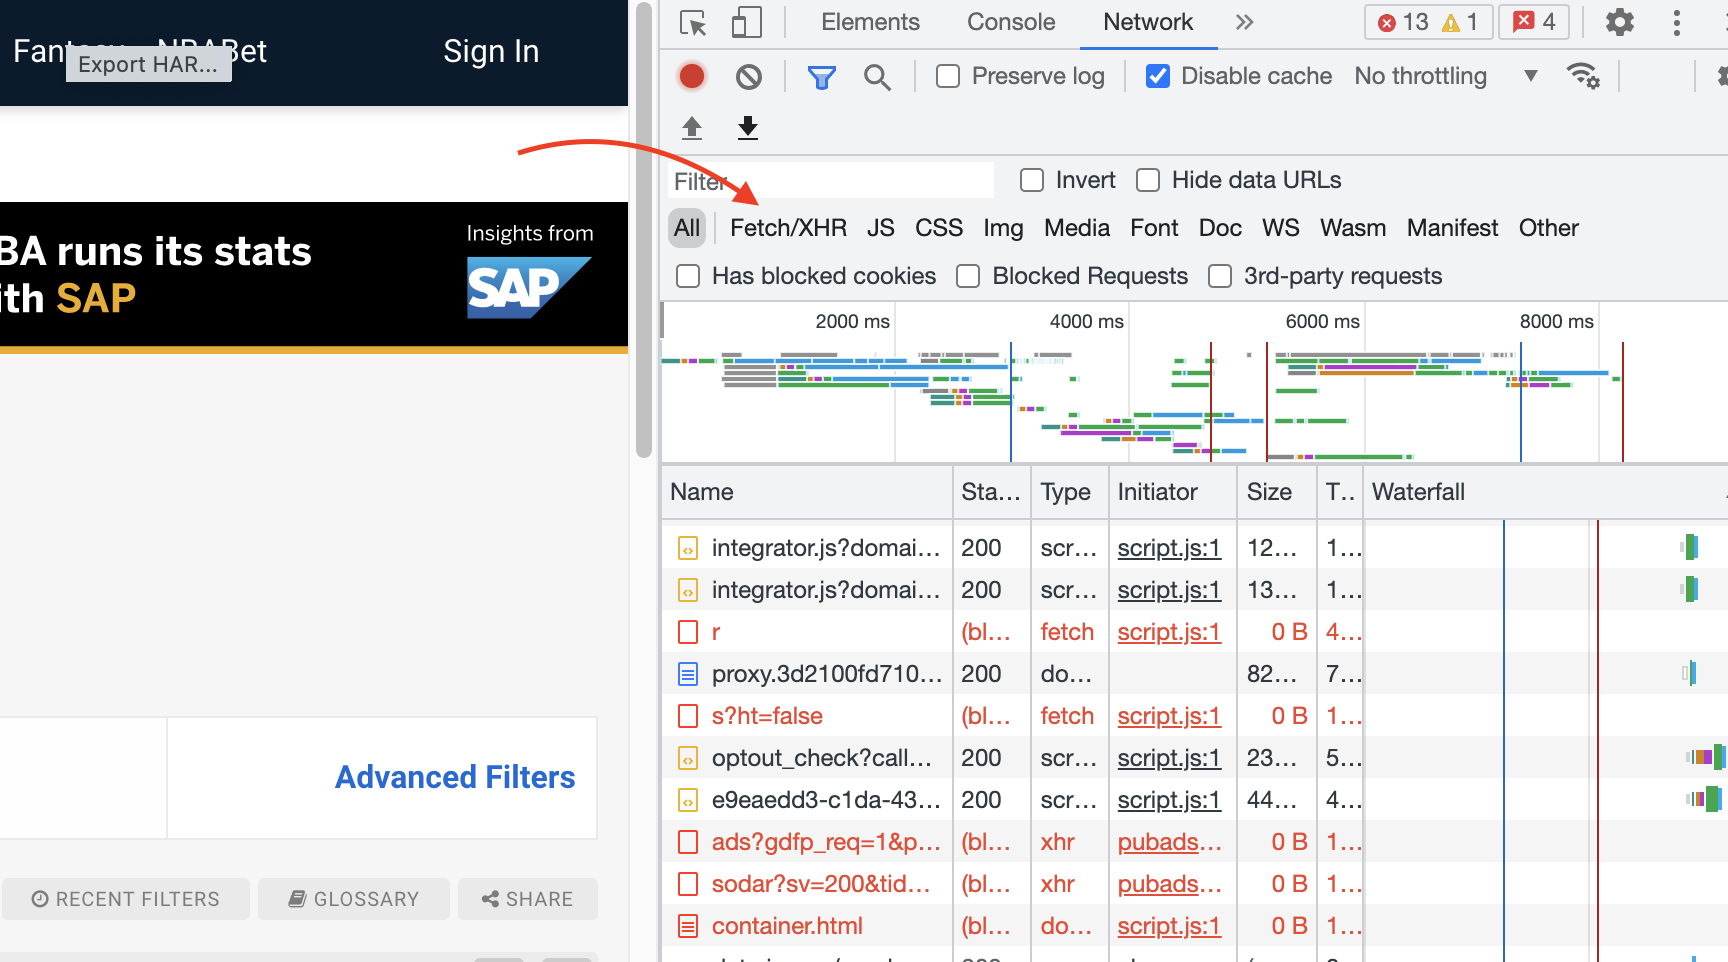 Fantasy NBABet Sign In
Export HAR...
BA runs its stats
ith SAP
Insights from
SAP
Advanced Filters
RECENT FILTERS GLOSSARY SHARE
Elements Console Network 13 1 4
Preserve log Disable cache No throttling
Filter Invert Hide data URLs
All Fetch/XHR JS CSS Img Media Font Doc WS Wasm Manifest Other
Has blocked cookies Blocked Requests 3rd-party requests
2000 ms 4000 ms 6000 ms 8000 ms
Name Sta... Type Initiator Size T.. Waterfall
integrator.js?domai... 200 scr... script.js:1 12... 1...
integrator.js?domai... 200 scr... script.js:1 13... 1...
r (bl... fetch script.js:1 0 B 4...
proxy.3d2100fd710... 200 do... 82... 7...
s?ht=false (bl... fetch script.js:1 0 B 1...
optout_check?call... 200 scr... script.js:1 23... 5...
e9eaedd3-c1da-43... 200 scr... script.js:1 44... 4...
ads?gdfp_req=1&p... (bl... xhr pubads... 0 B 1...
sodar?sv=200&tid... (bl... xhr pubads... 0 B 1...
container.html (bl... do... script.js:1 0 B 1...